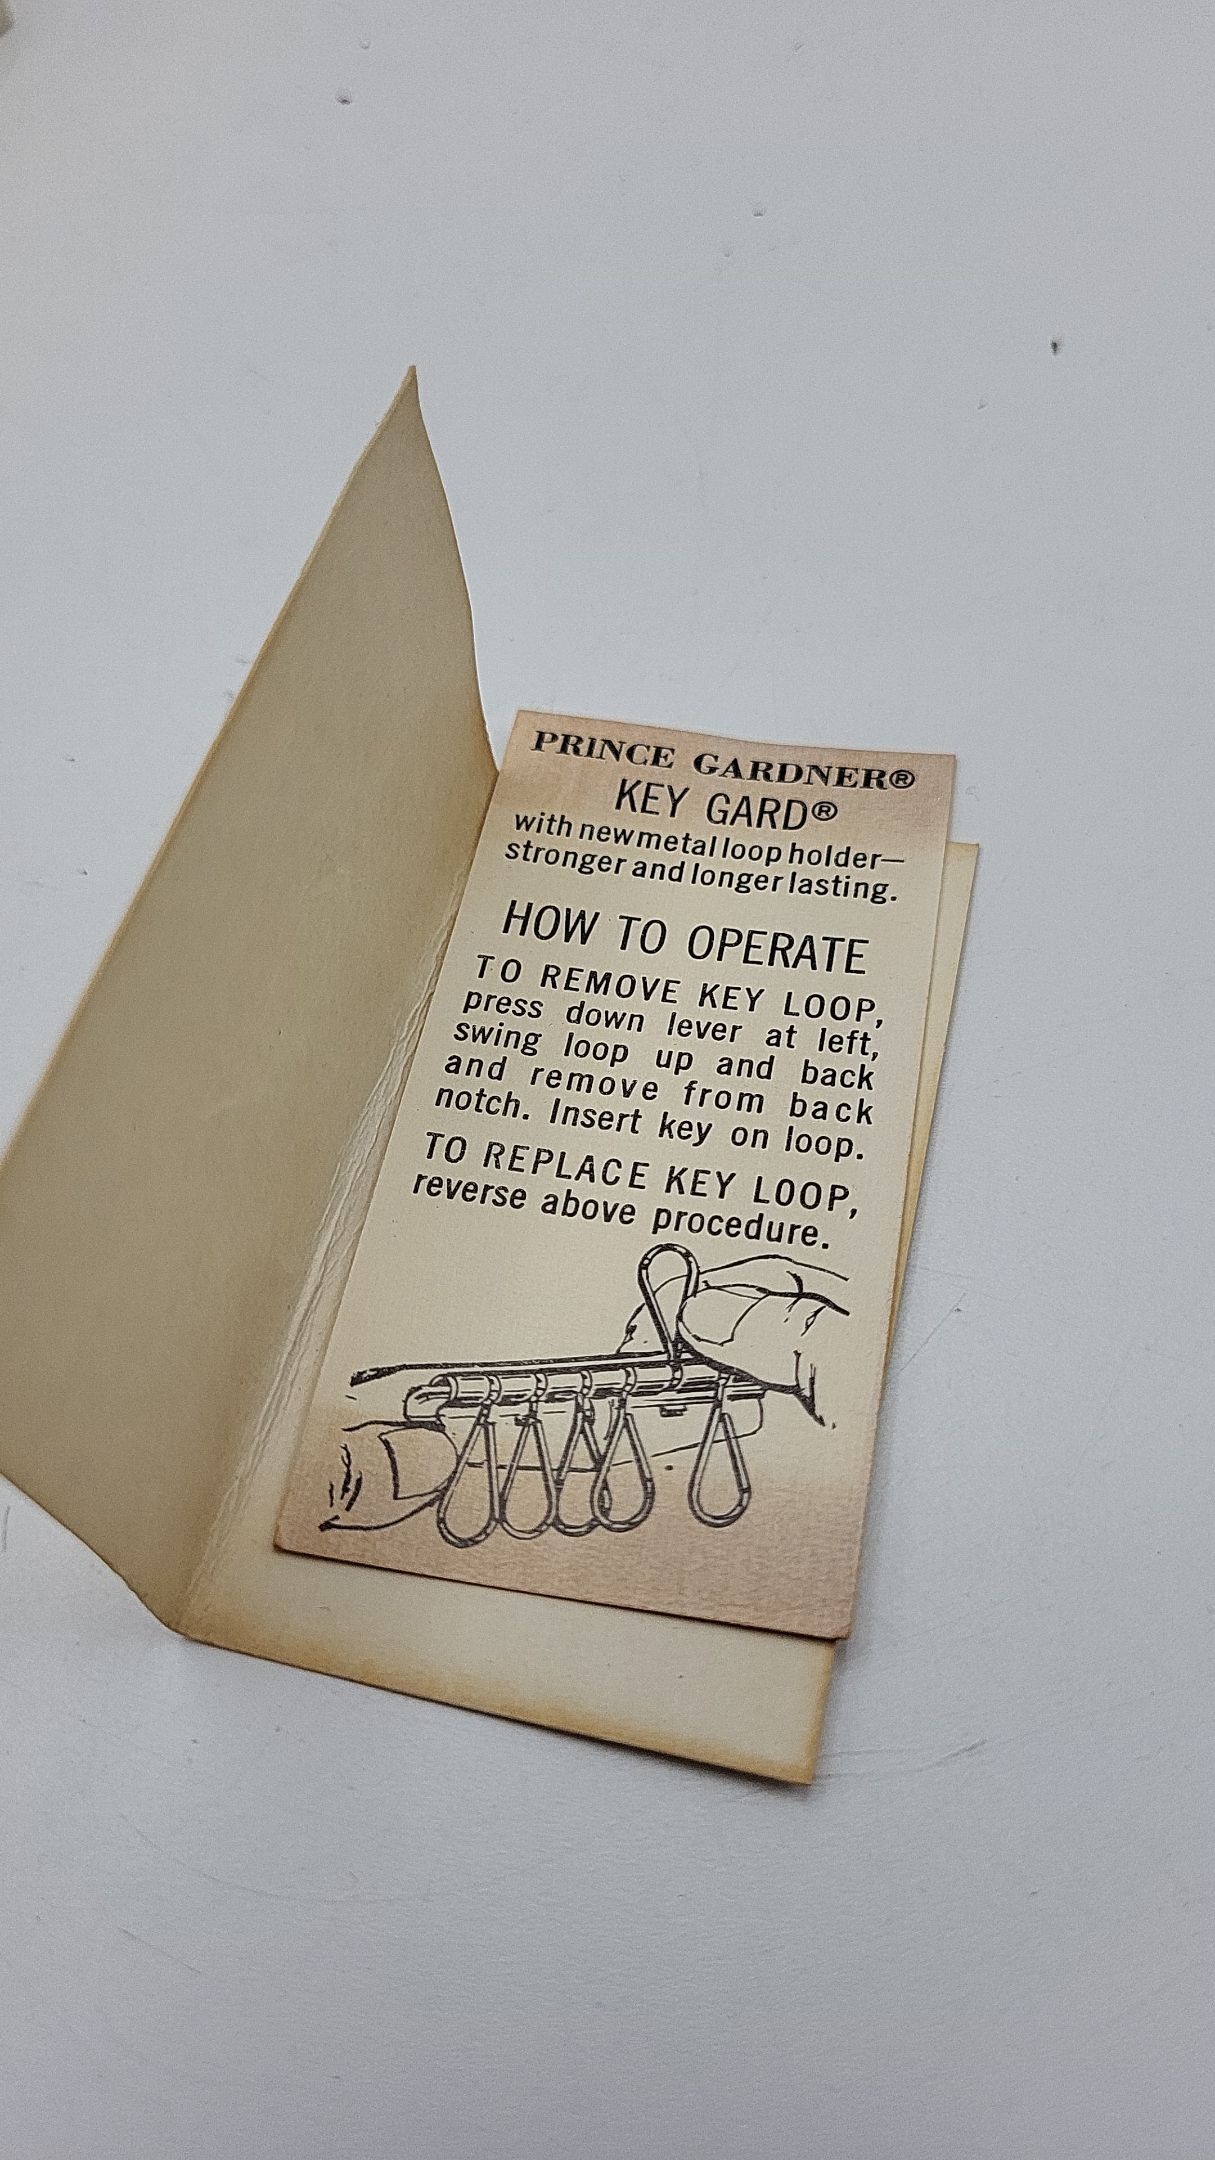 PRINCE GARDNER®
KEY GARD®
with new metal loop holder—
stronger and longer lasting.
HOW TO OPERATE
TO REMOVE KEY LOOP,
press down lever at left,
swing loop up and back
and remove from back
notch. Insert key on loop.
TO REPLACE KEY LOOP,
reverse above procedure.